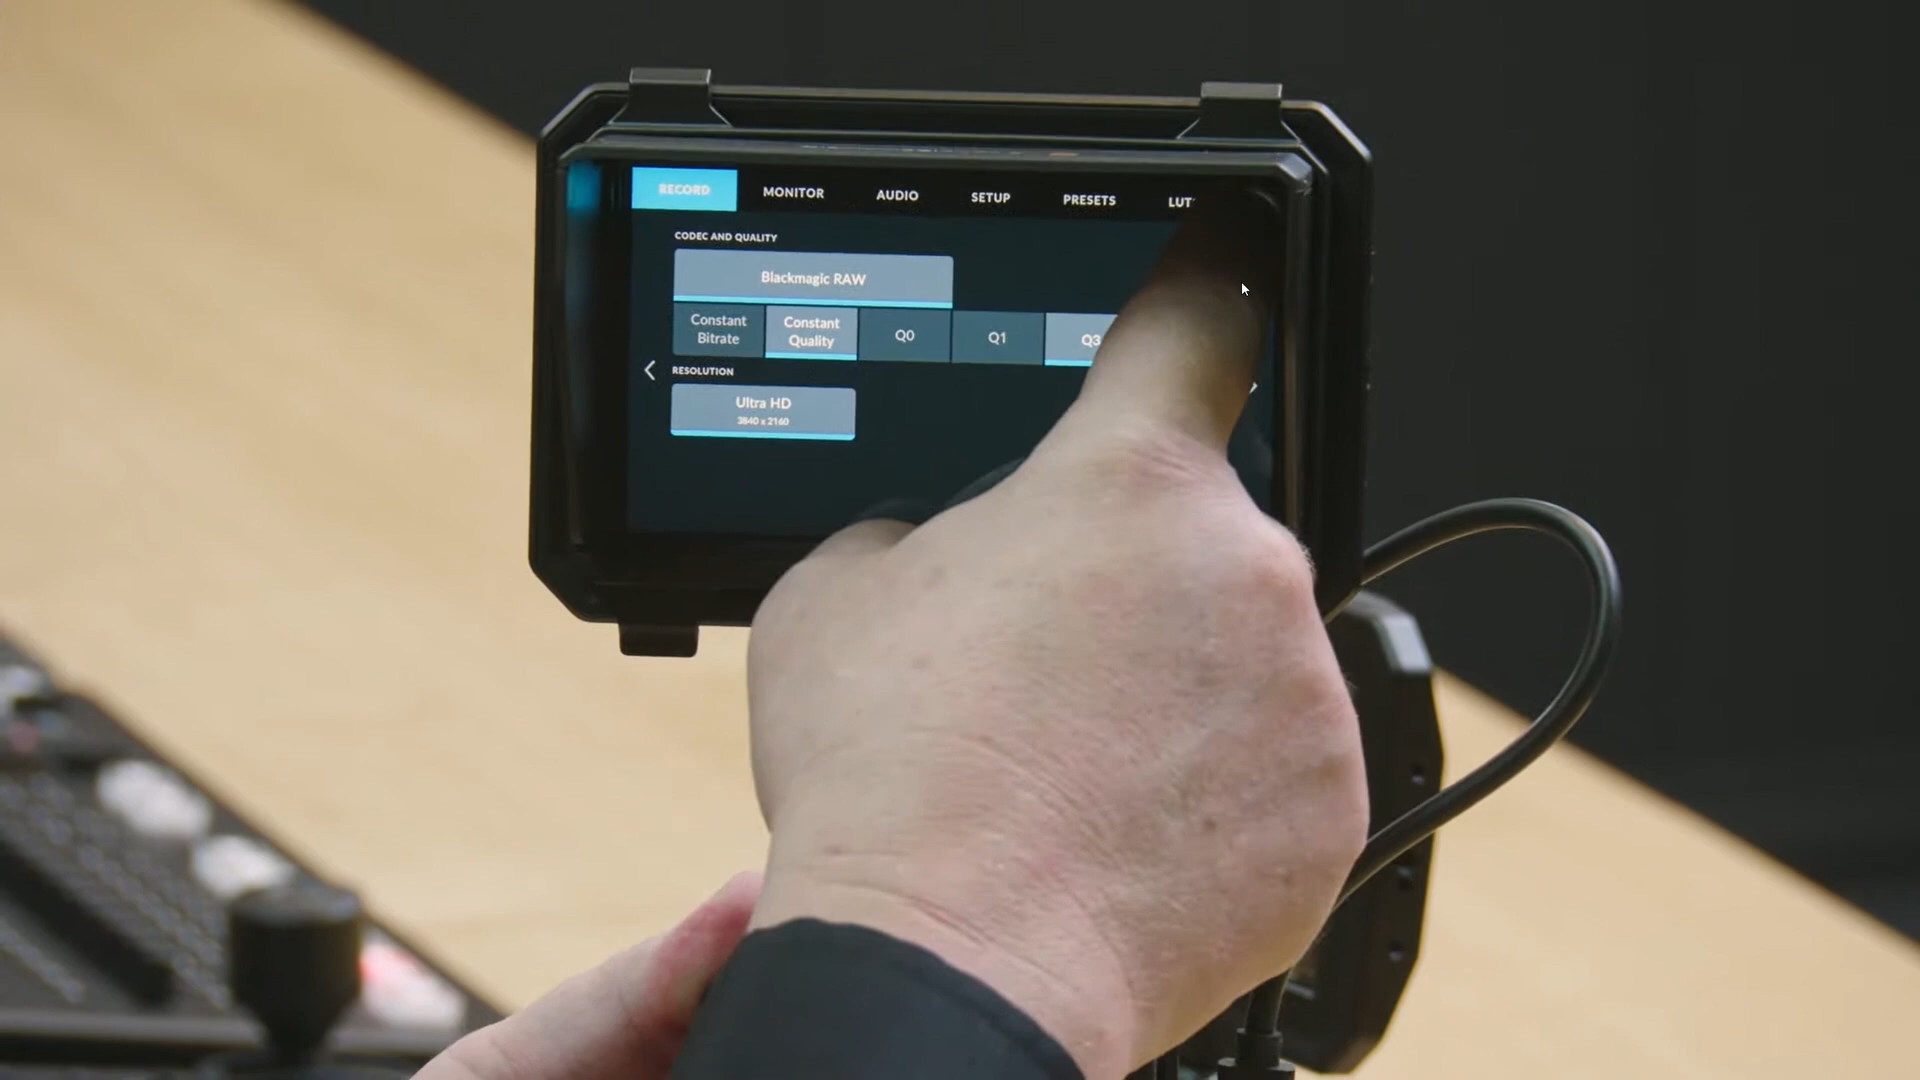 RECORD MONITOR AUDIO SETUP PRESETS LUT
CODEC AND QUALITY
Blackmagic RAW
Constant Bitrate
Constant Quality
Q0
Q1
Q3
RESOLUTION
Ultra HD
3840 x 2160